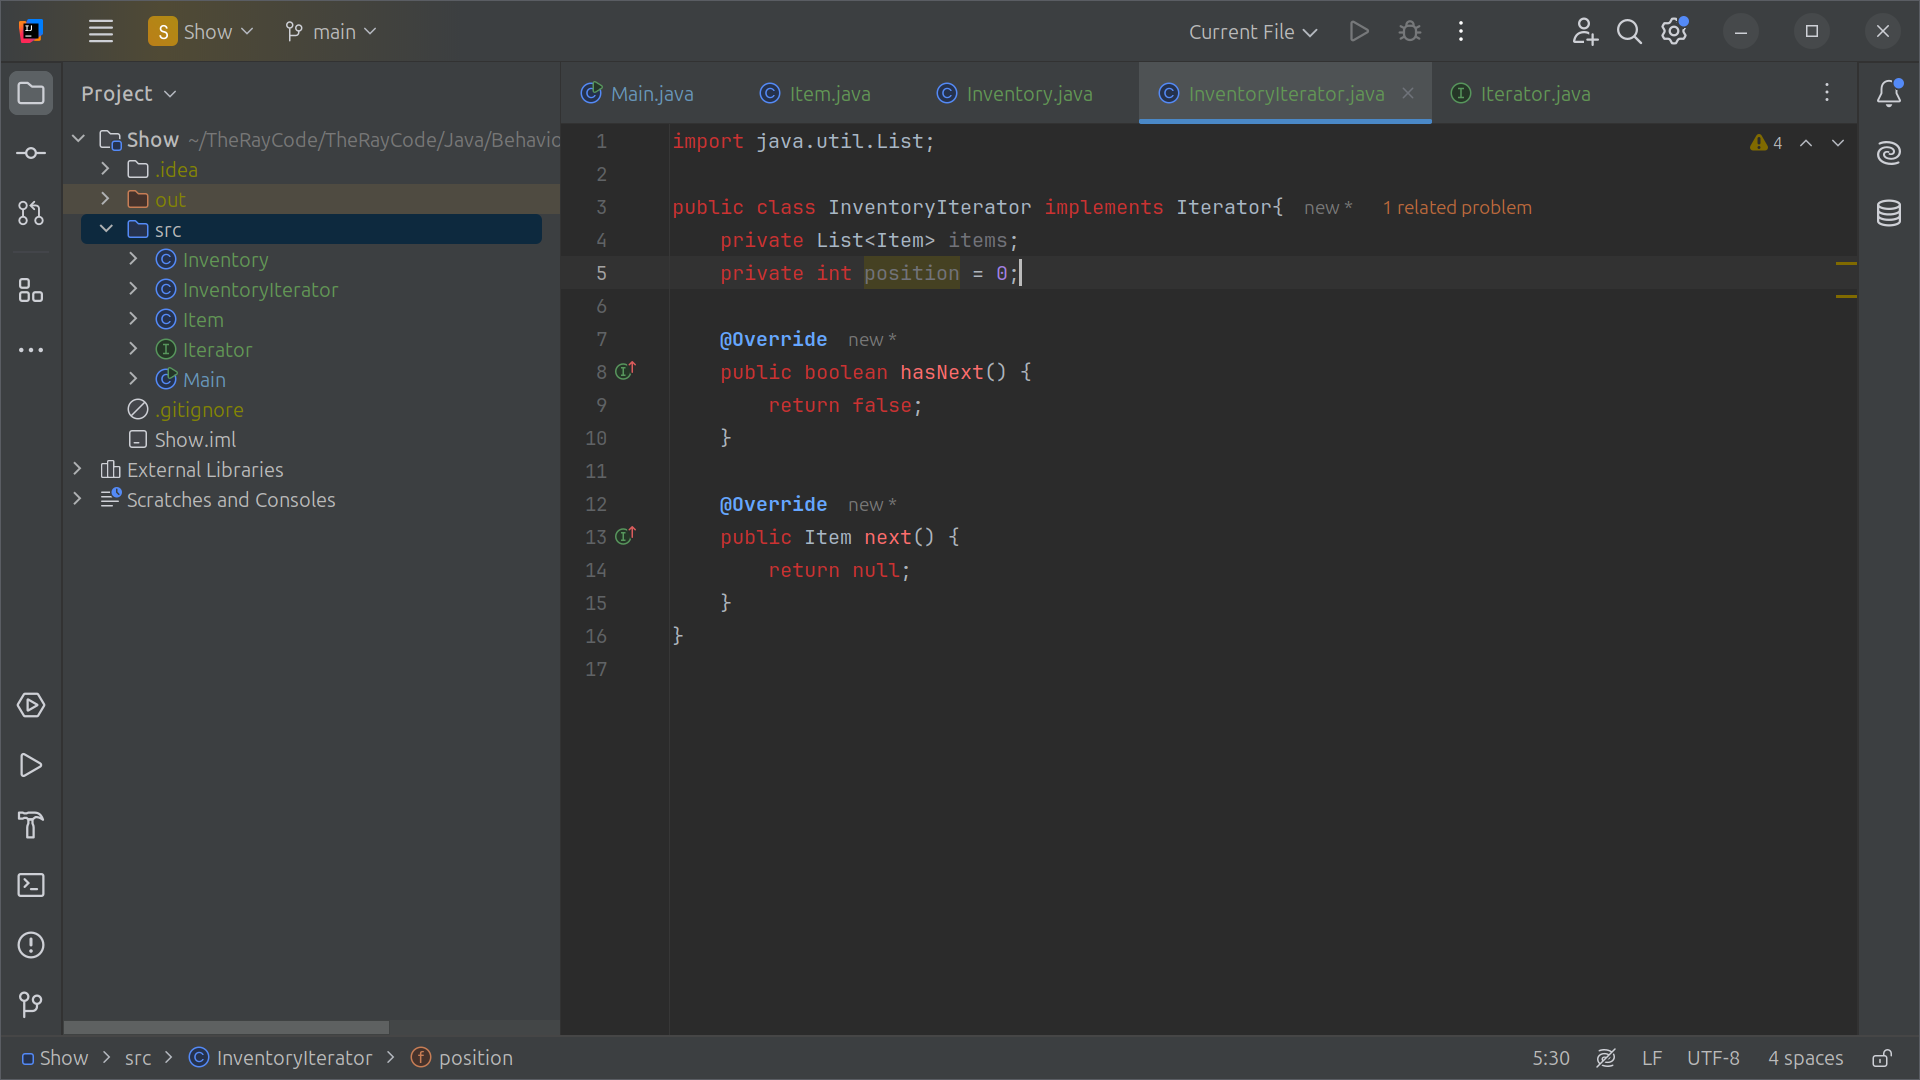 S Show main Current File
Project
Main.java Item.java Inventory.java InventoryIterator.java Iterator.java
Show ~/TheRayCode/TheRayCode/Java/Behavio
.idea
out
src
Inventory
InventoryIterator
Item
Iterator
Main
.gitignore
Show.iml
External Libraries
Scratches and Consoles
4
1 import java.util.List;
2
3 public class InventoryIterator implements Iterator{ new * 1 related problem
4 private List<Item> items;
5 private int position = 0;
6
7 @Override new *
8 public boolean hasNext() {
9 return false;
10 }
11
12 @Override new *
13 public Item next() {
14 return null;
15 }
16 }
17
Show > src > InventoryIterator > position
5:30 LF UTF-8 4 spaces